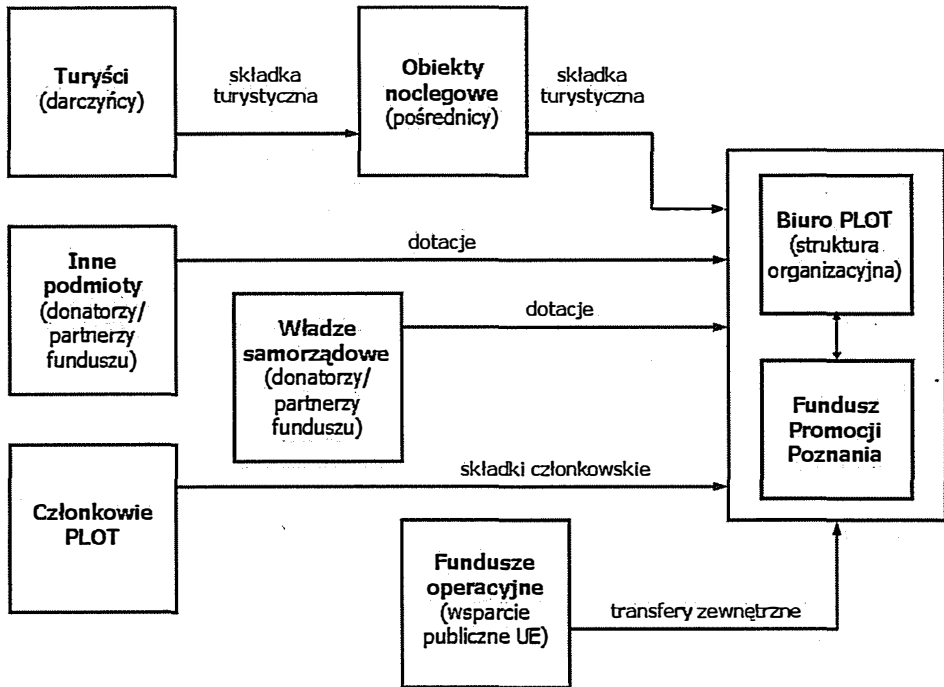 Turyści
(darczyńcy)
składka
turystyczna
Obiekty
noclegowe
(pośrednicy)
składka
turystyczna
Biuro PLOT
(struktura
organizacyjna)
Inne
podmioty
(donatorzy/
partnerzy
funduszu)
dotacje
Władze
samorządowe
(donatorzy/
partnerzy
funduszu)
dotacje
Fundusz
Promocji
Poznania
Członkowie
PLOT
składki członkowskie
Fundusze
operacyjne
(wsparcie
publiczne UE)
transfery zewnętrzne